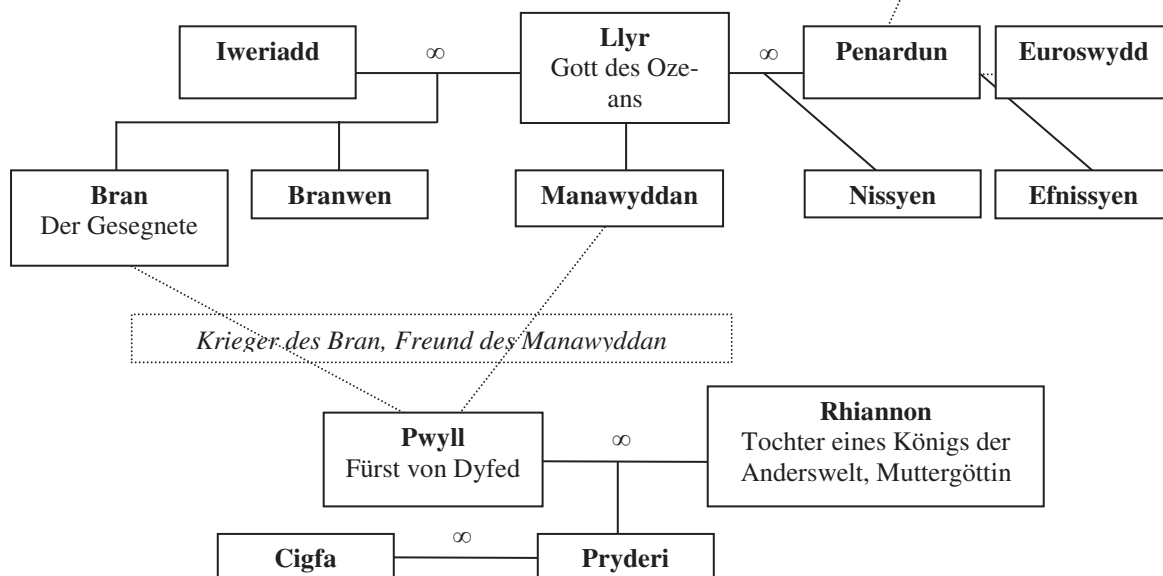 Iweriadd
∞
Llyr
Gott des Oze-
ans
∞
Penardun
Euroswydd
Bran
Der Gesegnete
Branwen
Manawyddan
Nissyen
Efnissyen
Krieger des Bran, Freund des Manawyddan
Pwyll
Fürst von Dyfed
∞
Rhiannon
Tochter eines Königs der
Anderswelt, Muttergöttin
Cigfa
∞
Pryderi